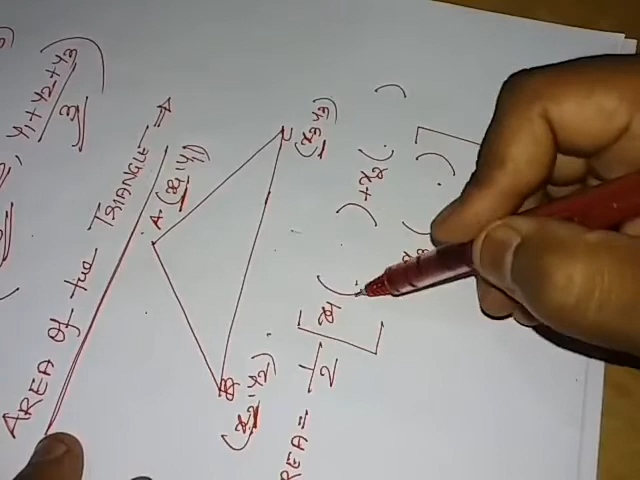 , y1 + y2 + y3
3
AREA of the TRIANGLE →
A (x1, y1)
C
(x3 y3)
B
(x2, y2)
AREA = 1/2 [ x1 ( ) + x2 ( )
x3 ( ) ]